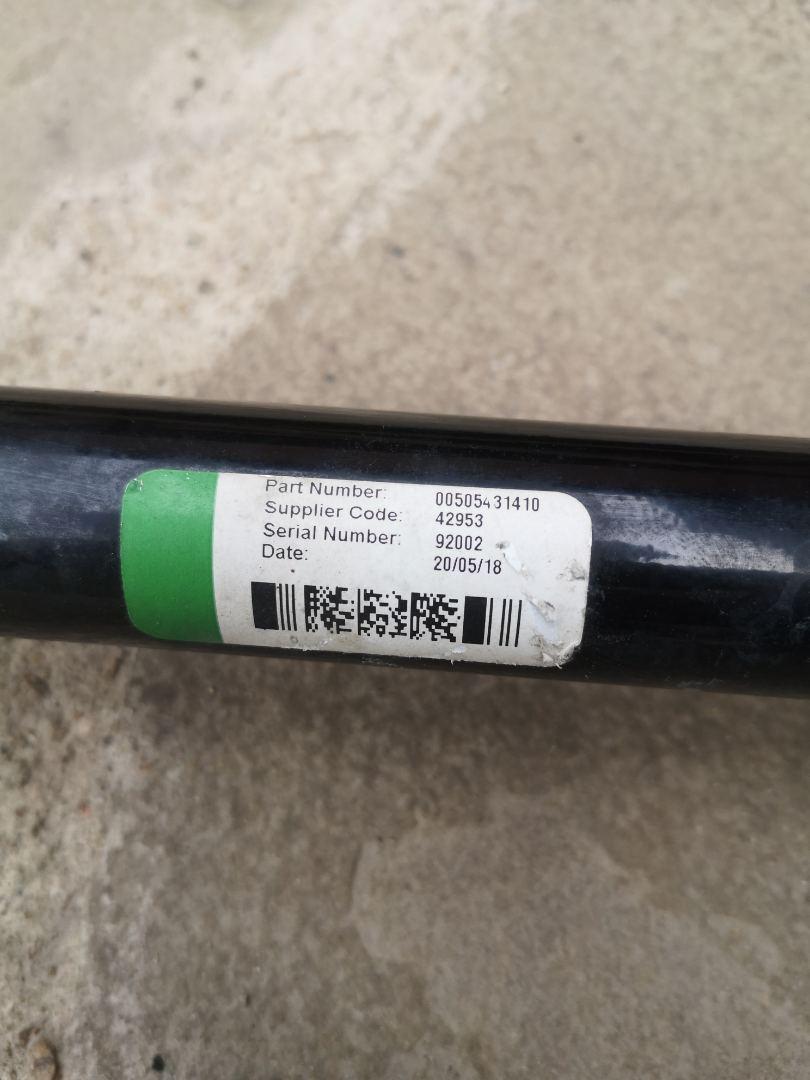 Part Number: 00505431410
Supplier Code: 42953
Serial Number: 92002
Date: 20/05/18